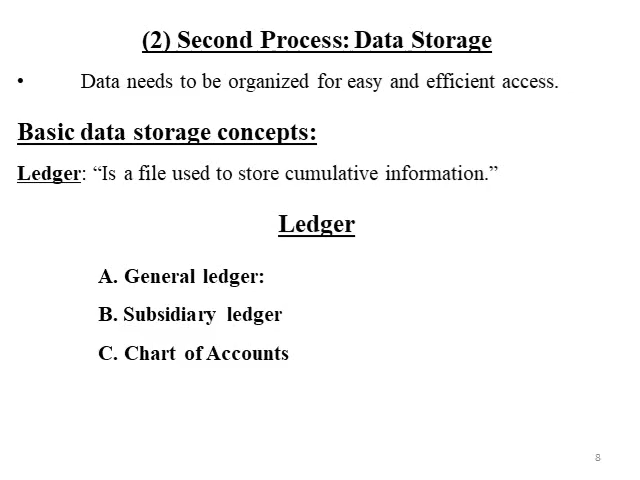 (2) Second Process: Data Storage
• Data needs to be organized for easy and efficient access.
Basic data storage concepts:
Ledger: “Is a file used to store cumulative information.”
Ledger
A. General ledger:
B. Subsidiary ledger
C. Chart of Accounts
8